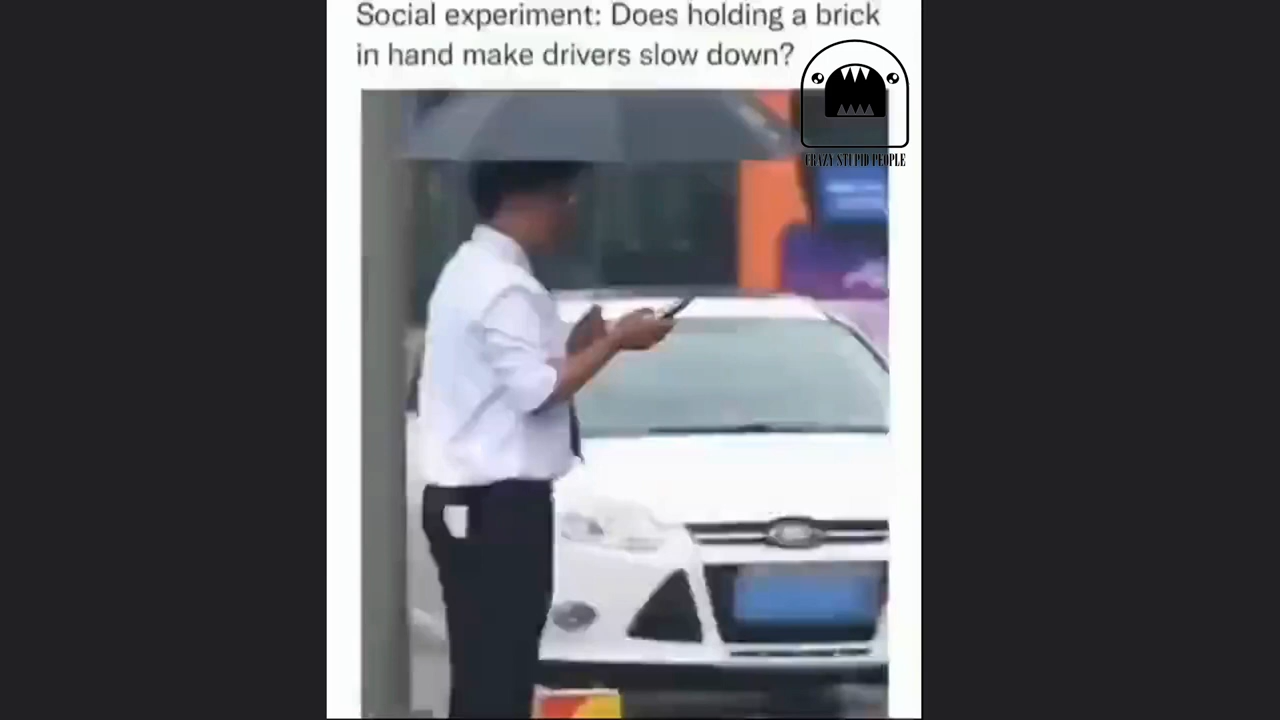 Social experiment: Does holding a brick
in hand make drivers slow down?
CRAZY STUPID PEOPLE